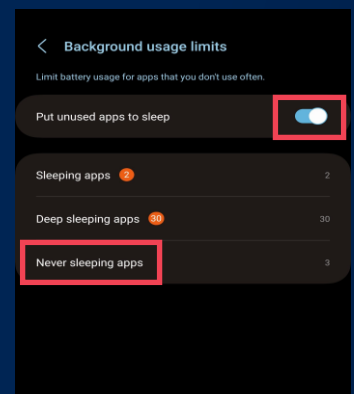 Background usage limits
Limit battery usage for apps that you don't use often.
Put unused apps to sleep
Sleeping apps 2 2
Deep sleeping apps 30 30
Never sleeping apps 3